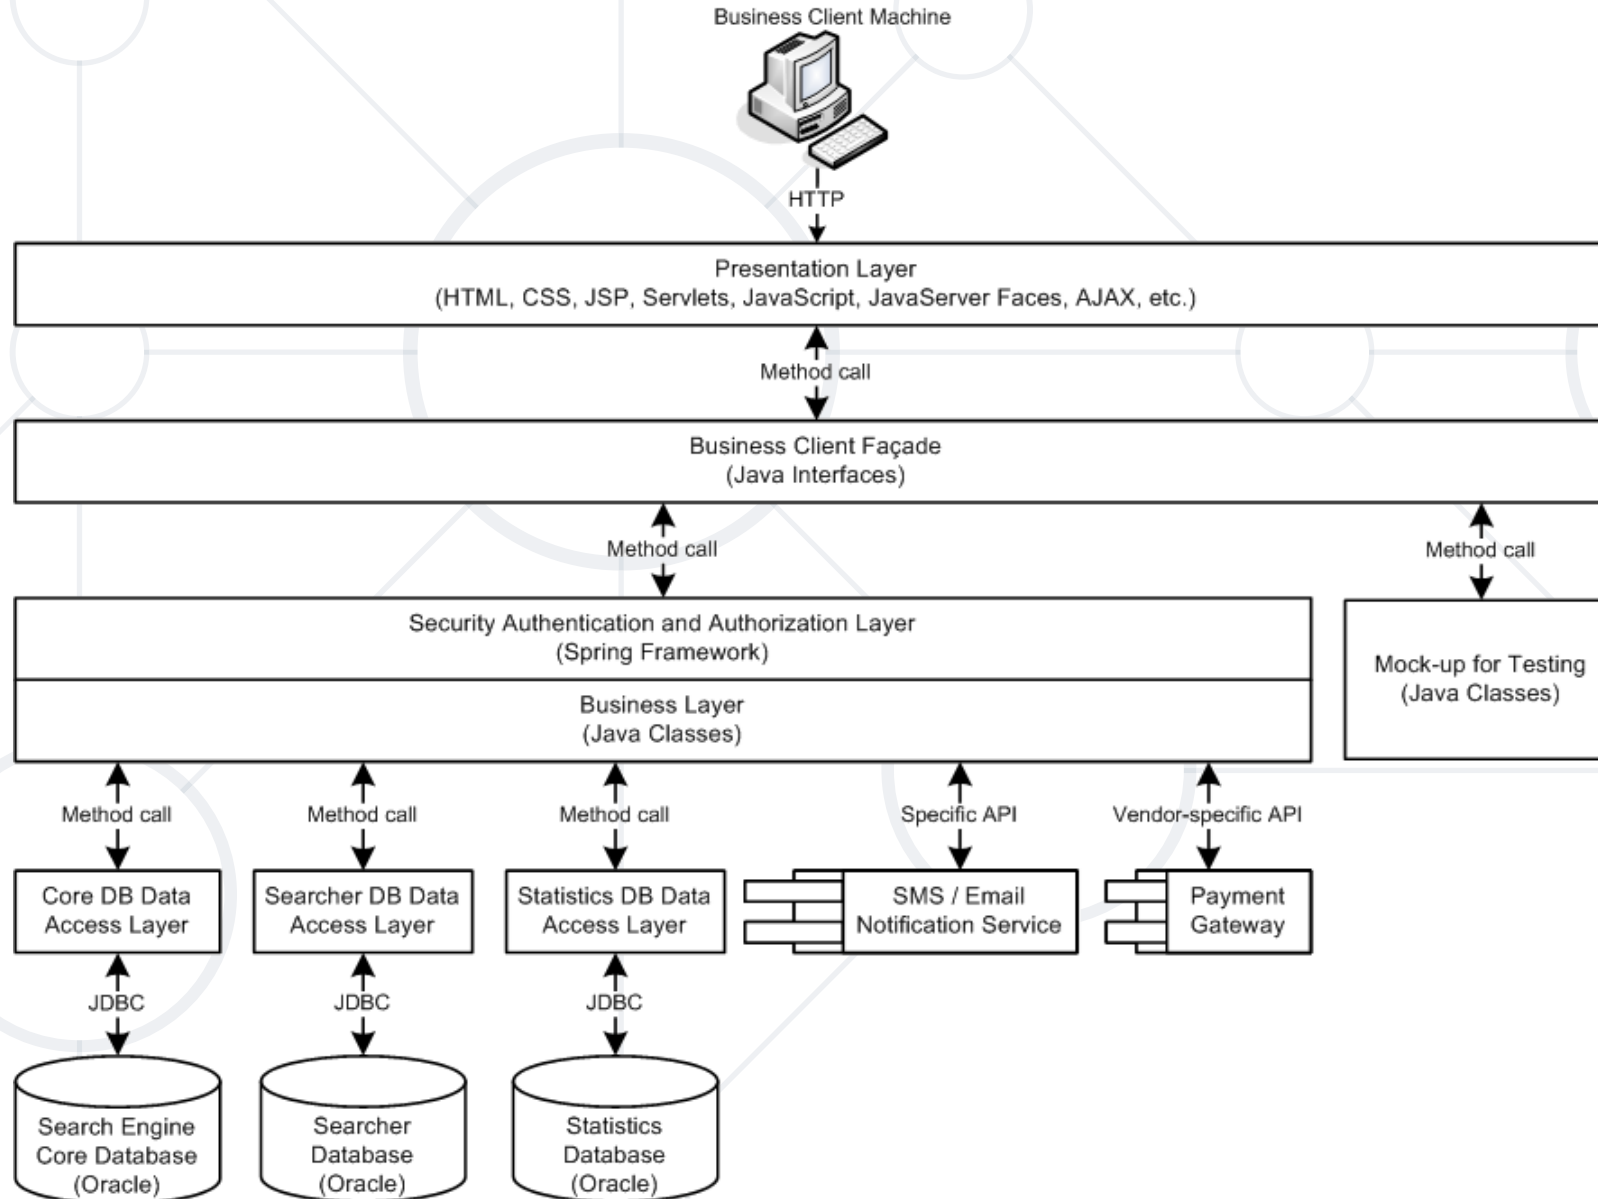 Business Client Machine
HTTP
Presentation Layer
(HTML, CSS, JSP, Servlets, JavaScript, JavaServer Faces, AJAX, etc.)
Method call
Business Client Façade
(Java Interfaces)
Method call
Method call
Security Authentication and Authorization Layer
(Spring Framework)
Mock-up for Testing
(Java Classes)
Business Layer
(Java Classes)
Method call
Method call
Method call
Specific API
Vendor-specific API
Core DB Data
Access Layer
Searcher DB Data
Access Layer
Statistics DB Data
Access Layer
SMS / Email
Notification Service
Payment
Gateway
JDBC
JDBC
JDBC
Search Engine
Core Database
(Oracle)
Searcher
Database
(Oracle)
Statistics
Database
(Oracle)